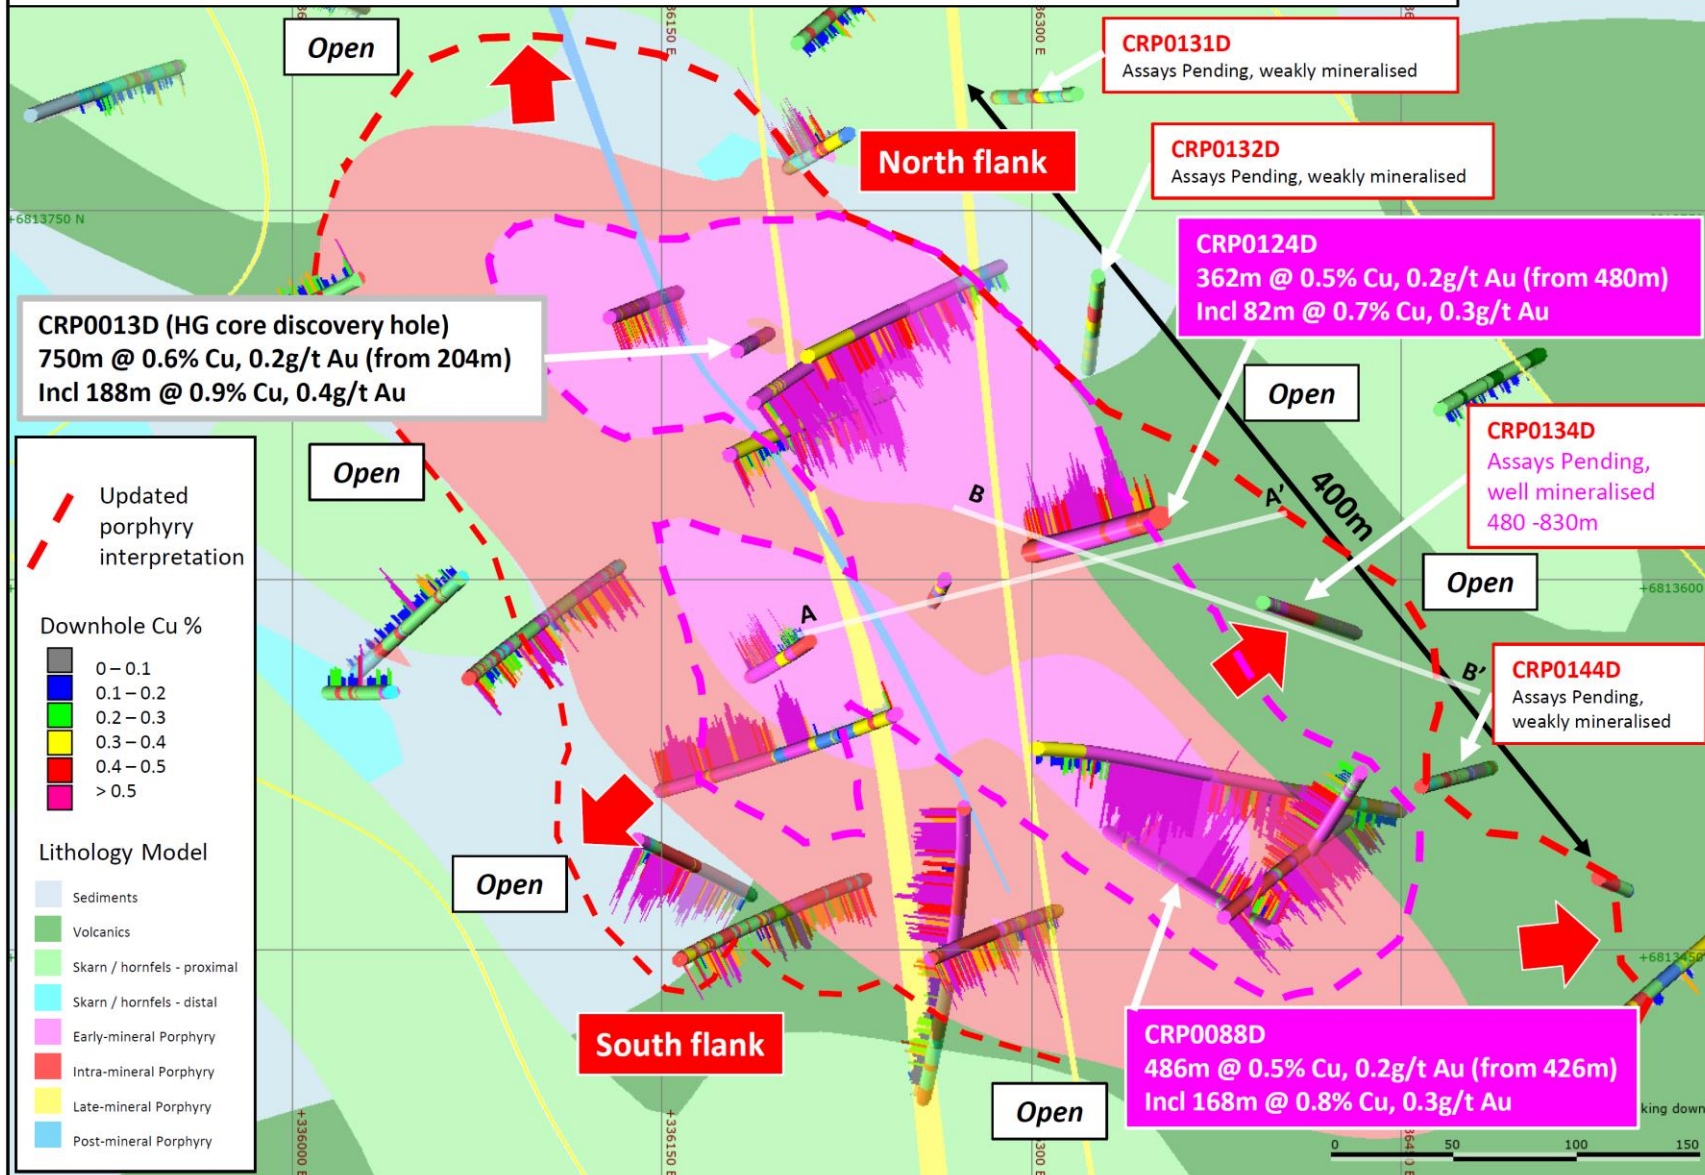 Open
36150 E
36300 E
CRP0131D
Assays Pending, weakly mineralised
CRP0132D
Assays Pending, weakly mineralised
North flank
+6813750 N
CRP0124D
362m @ 0.5% Cu, 0.2g/t Au (from 480m)
Incl 82m @ 0.7% Cu, 0.3g/t Au
CRP0013D (HG core discovery hole)
750m @ 0.6% Cu, 0.2g/t Au (from 204m)
Incl 188m @ 0.9% Cu, 0.4g/t Au
Open
Open
CRP0134D
Assays Pending,
well mineralised
480 -830m
B
A'
400m
Open
+6813600
A
B'
CRP0144D
Assays Pending,
weakly mineralised
Updated
porphyry
interpretation
Downhole Cu %
0 – 0.1
0.1 – 0.2
0.2 – 0.3
0.3 – 0.4
0.4 – 0.5
> 0.5
Lithology Model
Sediments
Volcanics
Skarn / hornfels - proximal
Skarn / hornfels - distal
Early-mineral Porphyry
Intra-mineral Porphyry
Late-mineral Porphyry
Post-mineral Porphyry
Open
+6813450
South flank
CRP0088D
486m @ 0.5% Cu, 0.2g/t Au (from 426m)
Incl 168m @ 0.8% Cu, 0.3g/t Au
Open
king down
+336000 E
+336150 E
36300 E
0 50 100 150